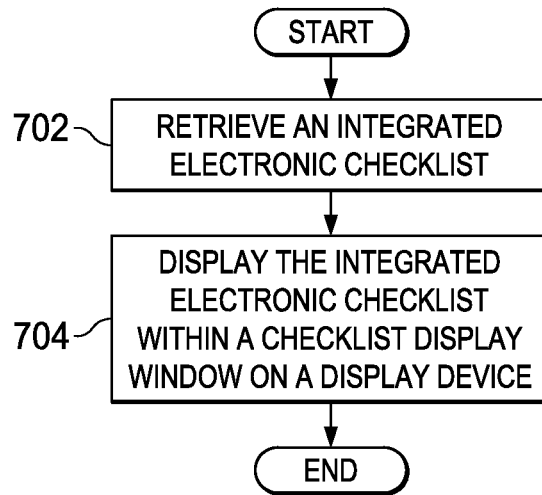 START
702
RETRIEVE AN INTEGRATED
ELECTRONIC CHECKLIST
DISPLAY THE INTEGRATED
ELECTRONIC CHECKLIST
704
WITHIN A CHECKLIST DISPLAY
WINDOW ON A DISPLAY DEVICE
END